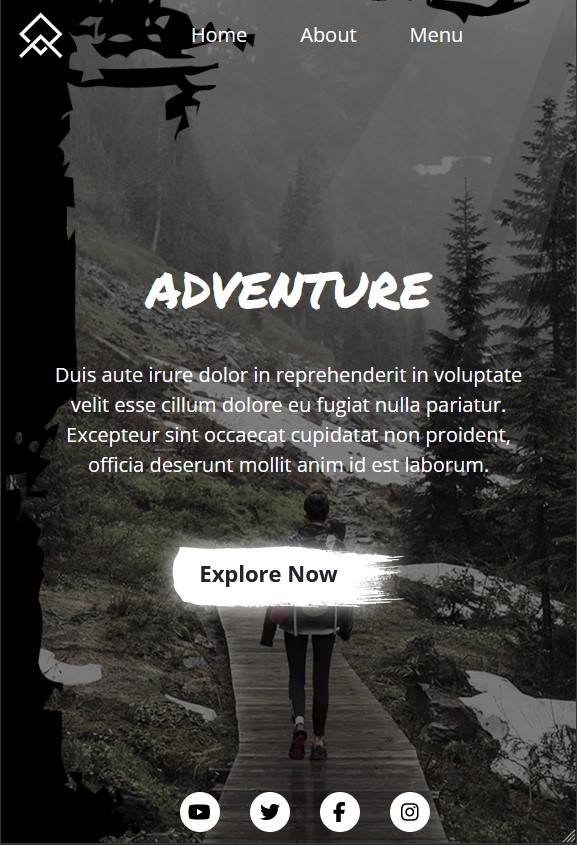 Home About Menu
ADVENTURE
Duis aute irure dolor in reprehenderit in voluptate
velit esse cillum dolore eu fugiat nulla pariatur.
Excepteur sint occaecat cupidatat non proident,
officia deserunt mollit anim id est laborum.
Explore Now